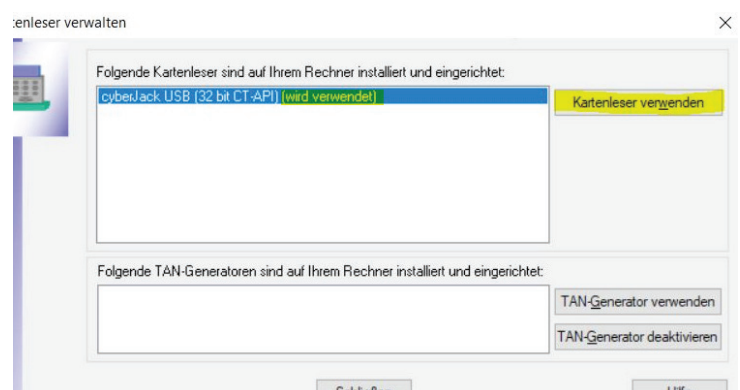 tenleser verwalten
Folgende Kartenleser sind auf Ihrem Rechner installiert und eingerichtet:
cyberJack USB (32 bit CT-API) (wird verwendet)
Kartenleser verwenden
Folgende TAN-Generatoren sind auf Ihrem Rechner installiert und eingerichtet:
TAN-Generator verwenden
TAN-Generator deaktivieren